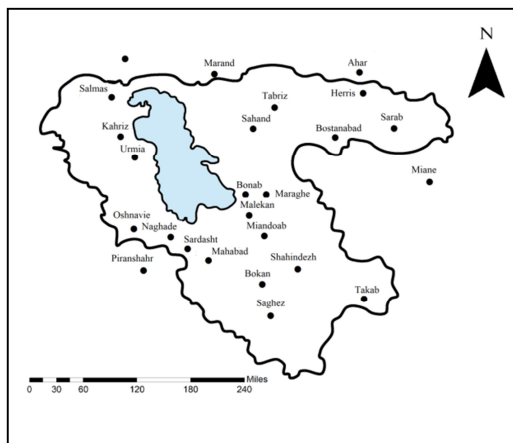 N
Ahar
Marand
Salmas
Herris
Tabriz
Kahriz
Sahand
Sarab
Bostanabad
Urmia
Miane
Bonab
Maraghe
Malekan
Oshnavie
Naghade
Miandoab
Sardasht
Piranshahr
Mahabad
Shahindezh
Bokan
Takab
Saghez
Miles
0 30 60 120 180 240